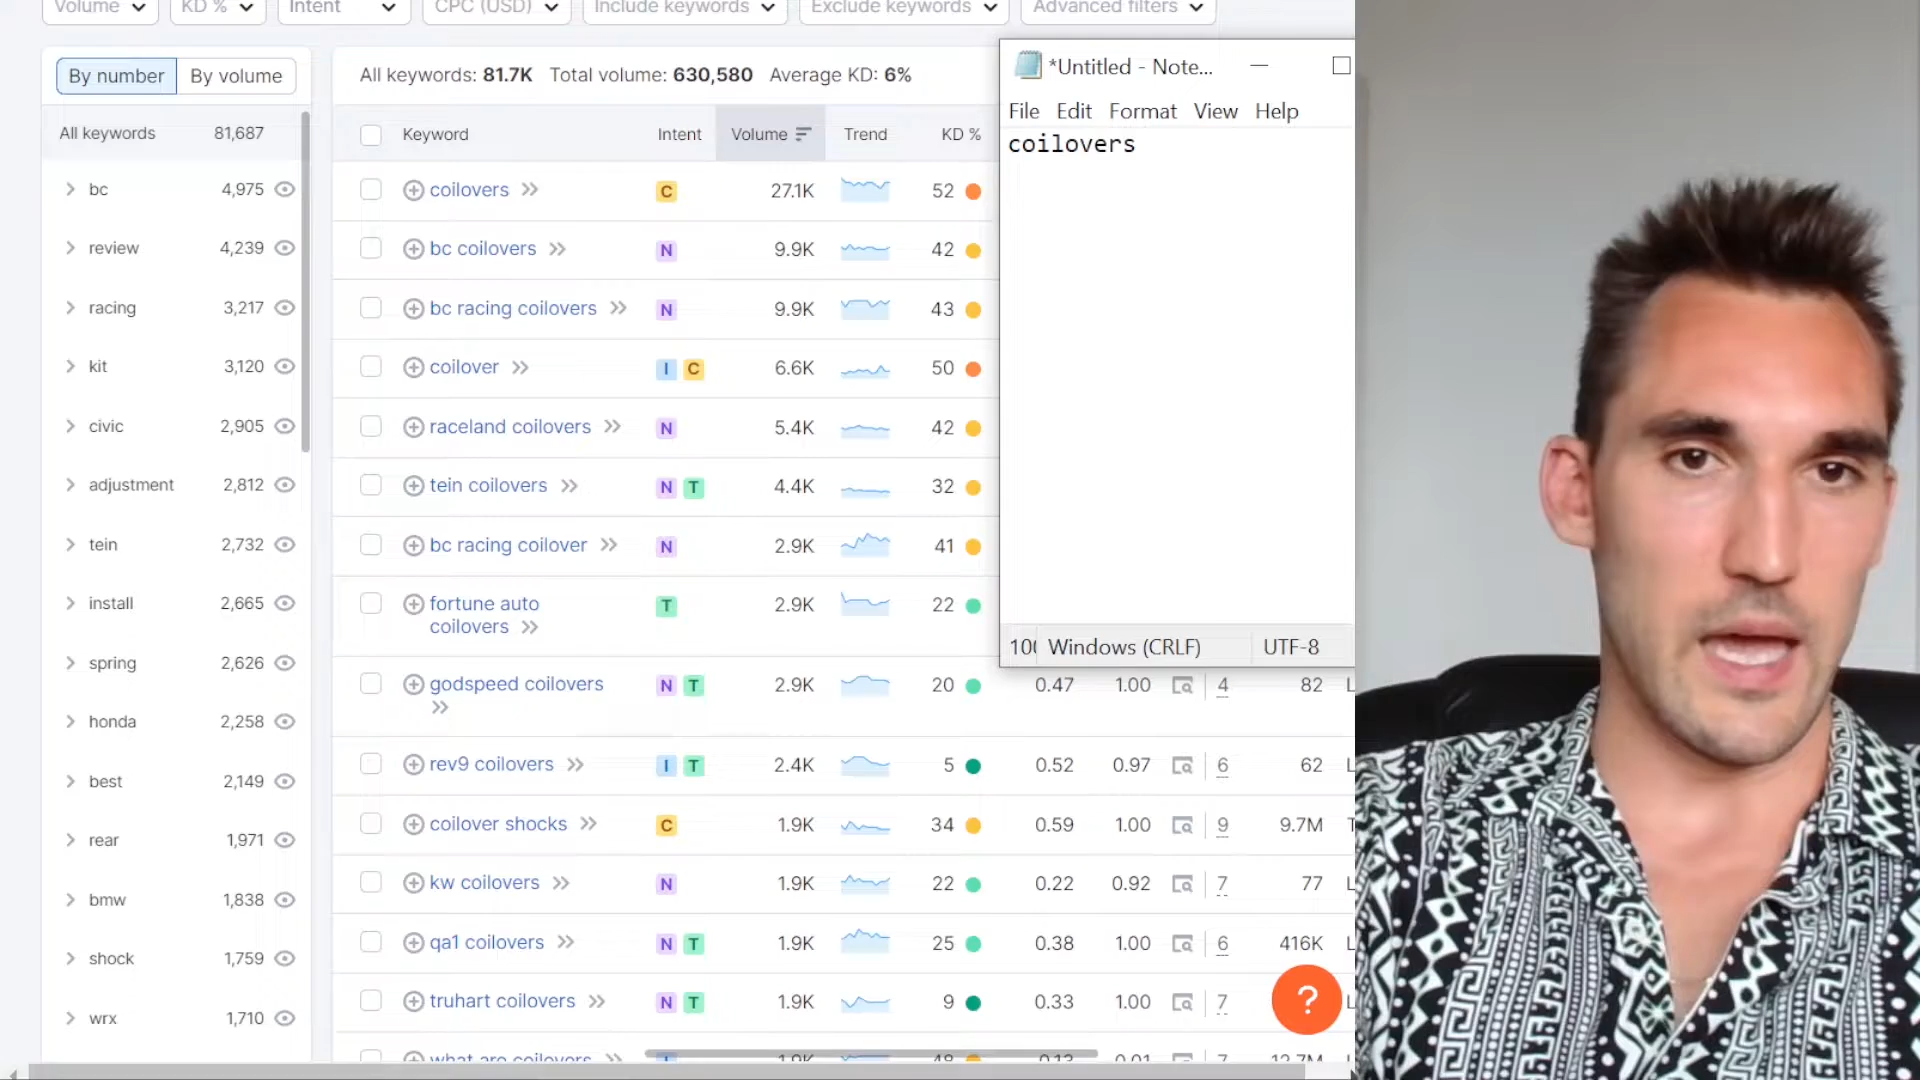 Volume KD % Intent CPC (USD) Include keywords Exclude keywords Advanced filters
By number By volume
All keywords: 81.7K Total volume: 630,580 Average KD: 6%
All keywords 81,687
bc 4,975
review 4,239
racing 3,217
kit 3,120
civic 2,905
adjustment 2,812
tein 2,732
install 2,665
spring 2,626
honda 2,258
best 2,149
rear 1,971
bmw 1,838
shock 1,759
wrx 1,710
Keyword Intent Volume Trend KD %
coilovers C 27.1K 52
bc coilovers N 9.9K 42
bc racing coilovers N 9.9K 43
coilover I C 6.6K 50
raceland coilovers N 5.4K 42
tein coilovers N T 4.4K 32
bc racing coilover N 2.9K 41
fortune auto
coilovers T 2.9K 22
godspeed coilovers N T 2.9K 20 0.47 1.00 4 82
rev9 coilovers I T 2.4K 5 0.52 0.97 6 62
coilover shocks C 1.9K 34 0.59 1.00 9 9.7M
kw coilovers N 1.9K 22 0.22 0.92 7 77
qa1 coilovers N T 1.9K 25 0.38 1.00 6 416K
truhart coilovers N T 1.9K 9 0.33 1.00 7
what are coilovers 1.9K 48 12.7M
*Untitled - Note...
File Edit Format View Help
coilovers
Windows (CRLF) UTF-8
?